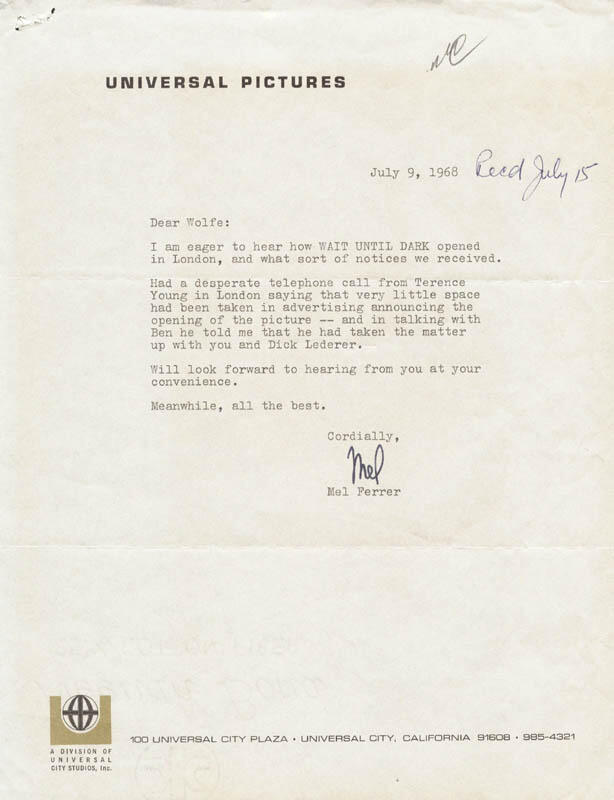 UNIVERSAL PICTURES
July 9, 1968 Recd July 15
Dear Wolfe:
I am eager to hear how WAIT UNTIL DARK opened
in London, and what sort of notices we received.
Had a desperate telephone call from Terence
Young in London saying that very little space
had been taken in advertising announcing the
opening of the picture -- and in talking with
Ben he told me that he had taken the matter
up with you and Dick Lederer.
Will look forward to hearing from you at your
convenience.
Meanwhile, all the best.
Cordially,
Mel
Mel Ferrer
A DIVISION OF
UNIVERSAL
CITY STUDIOS, Inc.
100 UNIVERSAL CITY PLAZA • UNIVERSAL CITY, CALIFORNIA 91608 • 985-4321